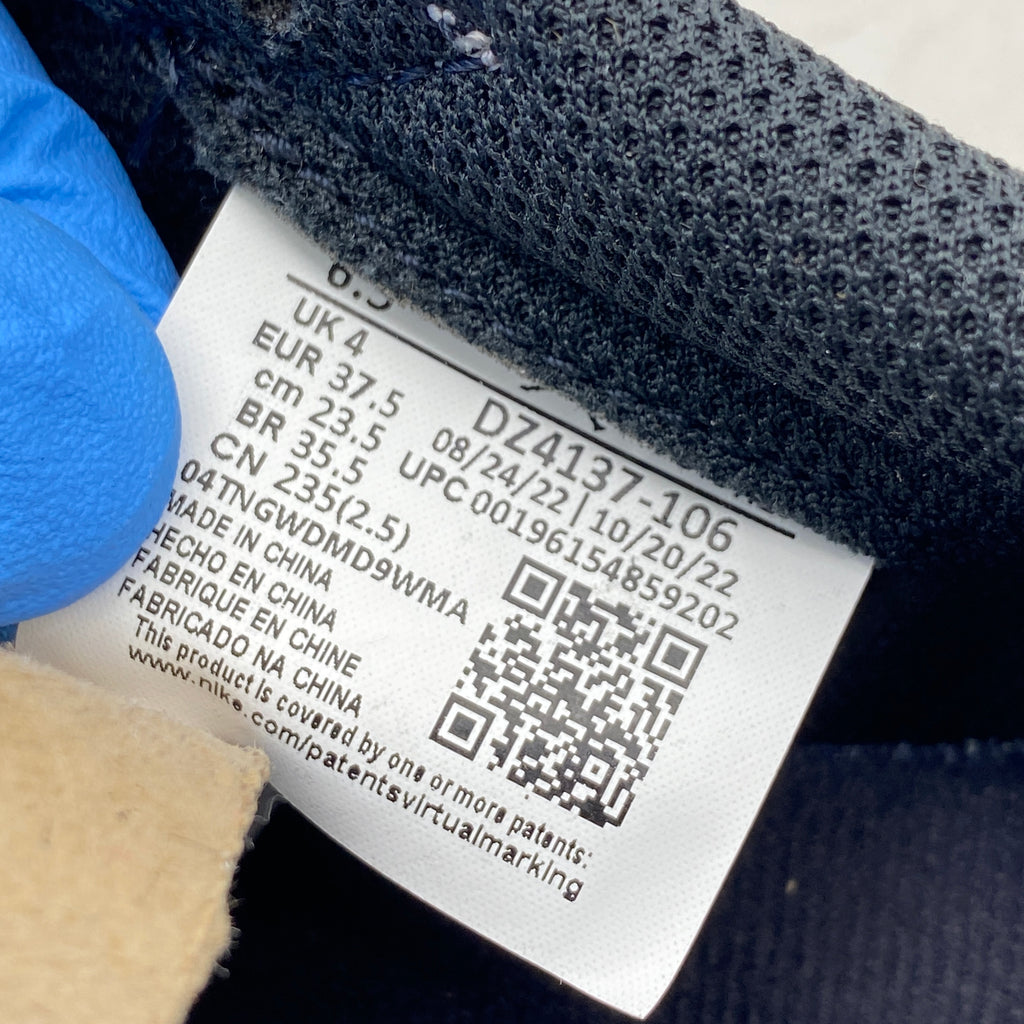 6.5
UK 4
EUR 37.5
cm 23.5
BR 35.5
CN 235(2.5)
04TNGWDMD9WMA
MADE IN CHINA
HECHO EN CHINA
FABRIQUE EN CHINE
FABRICADO NA CHINA
This product is covered by one or more patents:
www.nike.com/patentsvirtualmarking
DZ4137-106
08/24/22 | 10/20/22
UPC 00196154859202